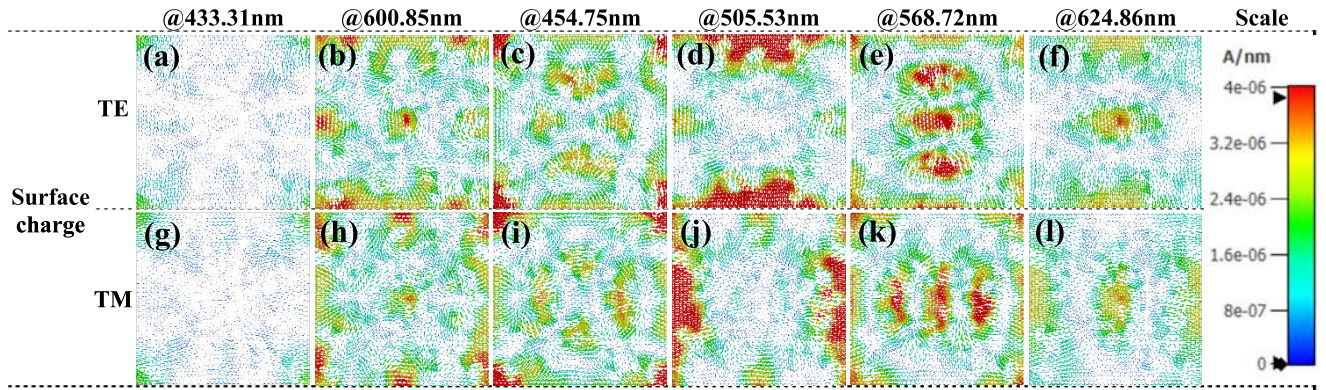 @433.31nm @600.85nm @454.75nm @505.53nm @568.72nm @624.86nm Scale
(a) (b) (c) (d) (e) (f) A/nm
4e-06
TE
3.2e-06
Surface
charge
2.4e-06
(g) (h) (i) (j) (k) (l)
1.6e-06
TM
8e-07
0